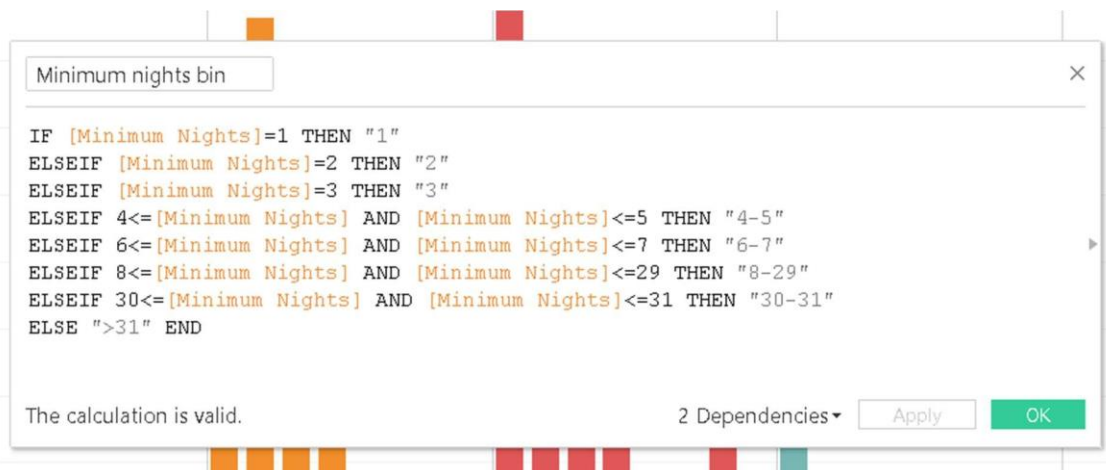 Minimum nights bin
IF [Minimum Nights]=1 THEN "1"
ELSEIF [Minimum Nights]=2 THEN "2"
ELSEIF [Minimum Nights]=3 THEN "3"
ELSEIF 4<=[Minimum Nights] AND [Minimum Nights]<=5 THEN "4-5"
ELSEIF 6<=[Minimum Nights] AND [Minimum Nights]<=7 THEN "6-7"
ELSEIF 8<=[Minimum Nights] AND [Minimum Nights]<=29 THEN "8-29"
ELSEIF 30<=[Minimum Nights] AND [Minimum Nights]<=31 THEN "30-31"
ELSE ">31" END
The calculation is valid. 2 Dependencies Apply OK